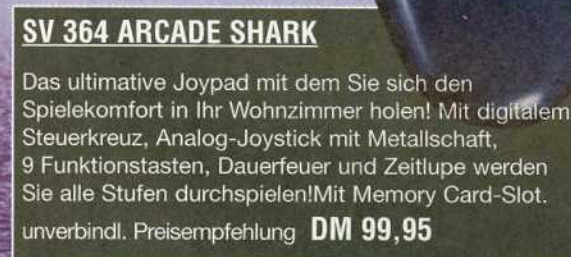 SV 364 ARCADE SHARK
Das ultimative Joypad mit dem Sie sich den
Spielekomfort in Ihr Wohnzimmer holen! Mit digitalem
Steuerkreuz, Analog-Joystick mit Metallschaft,
9 Funktionstasten, Dauerfeuer und Zeitlupe werden
Sie alle Stufen durchspielen!Mit Memory Card-Slot.
unverbindl. Preisempfehlung DM 99,95